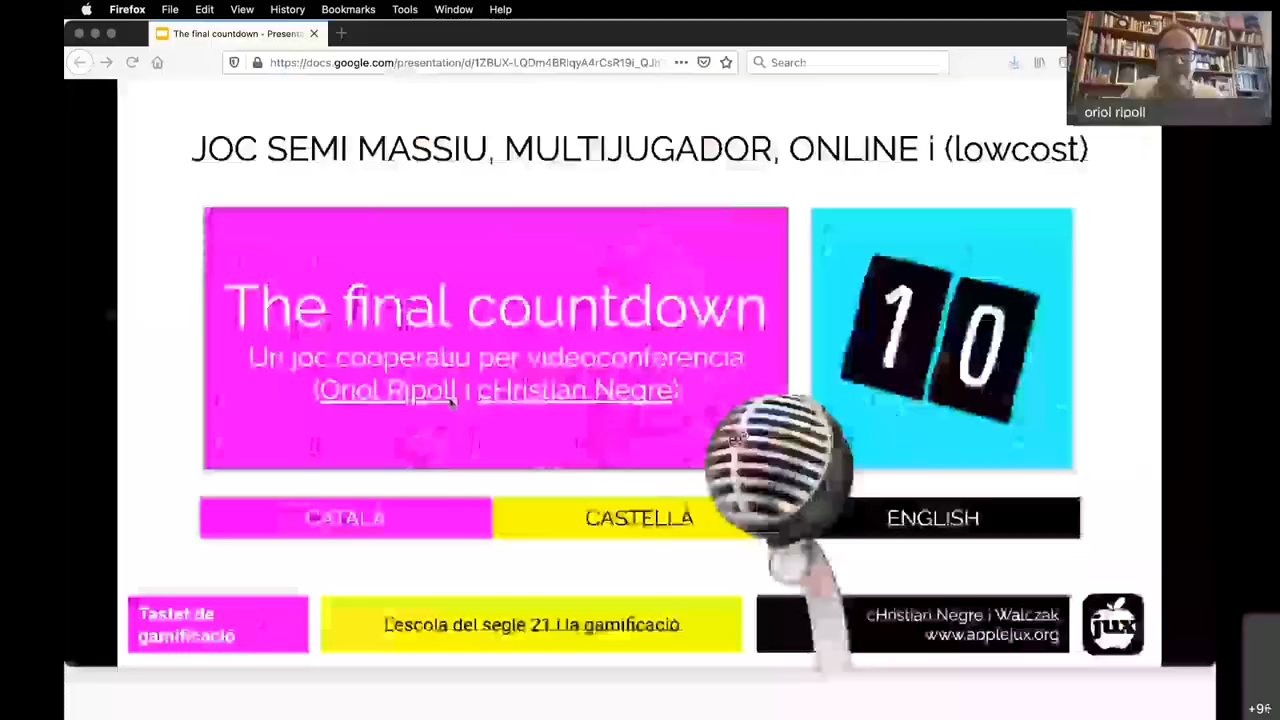 Firefox File Edit View History Bookmarks Tools Window Help
The final countdown - Presenta
https://docs.google.com/presentation/d/1ZBUX-LQDm4BRlqyA4rCsR19i_QJh
Search
oriol ripoll
JOC SEMI MASSIU, MULTIJUGADOR, ONLINE i (lowcost)
The final countdown
Un joc cooperatiu per videoconferència
(Oriol Ripoll i cHristian Negre)
10
CATALÀ
CASTELLÀ
ENGLISH
Tastet de
gamificació
L'escola del segle 21 i la gamificació
cHristian Negre i Walczak
www.applejux.org
jux